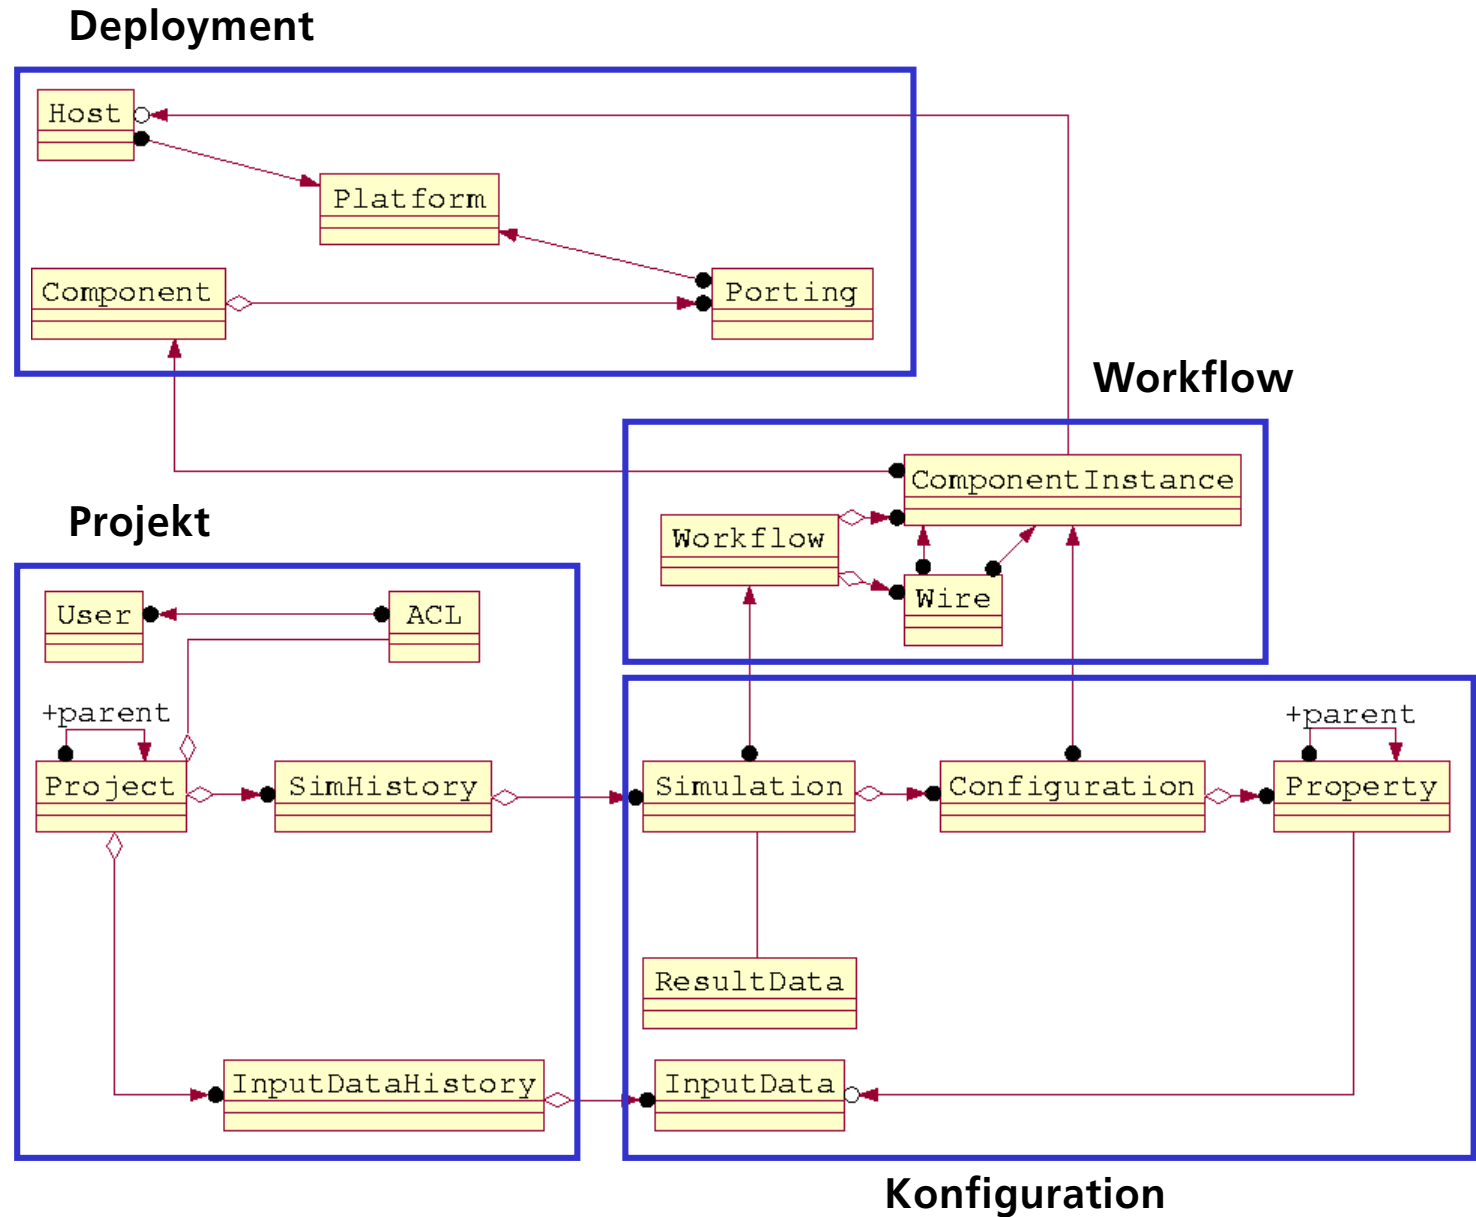 Deployment
Host
Platform
Component
Porting
Workflow
ComponentInstance
Workflow
Wire
Projekt
User
ACL
+parent
Project
SimHistory
InputDataHistory
+parent
Simulation
Configuration
Property
ResultData
InputData
Konfiguration